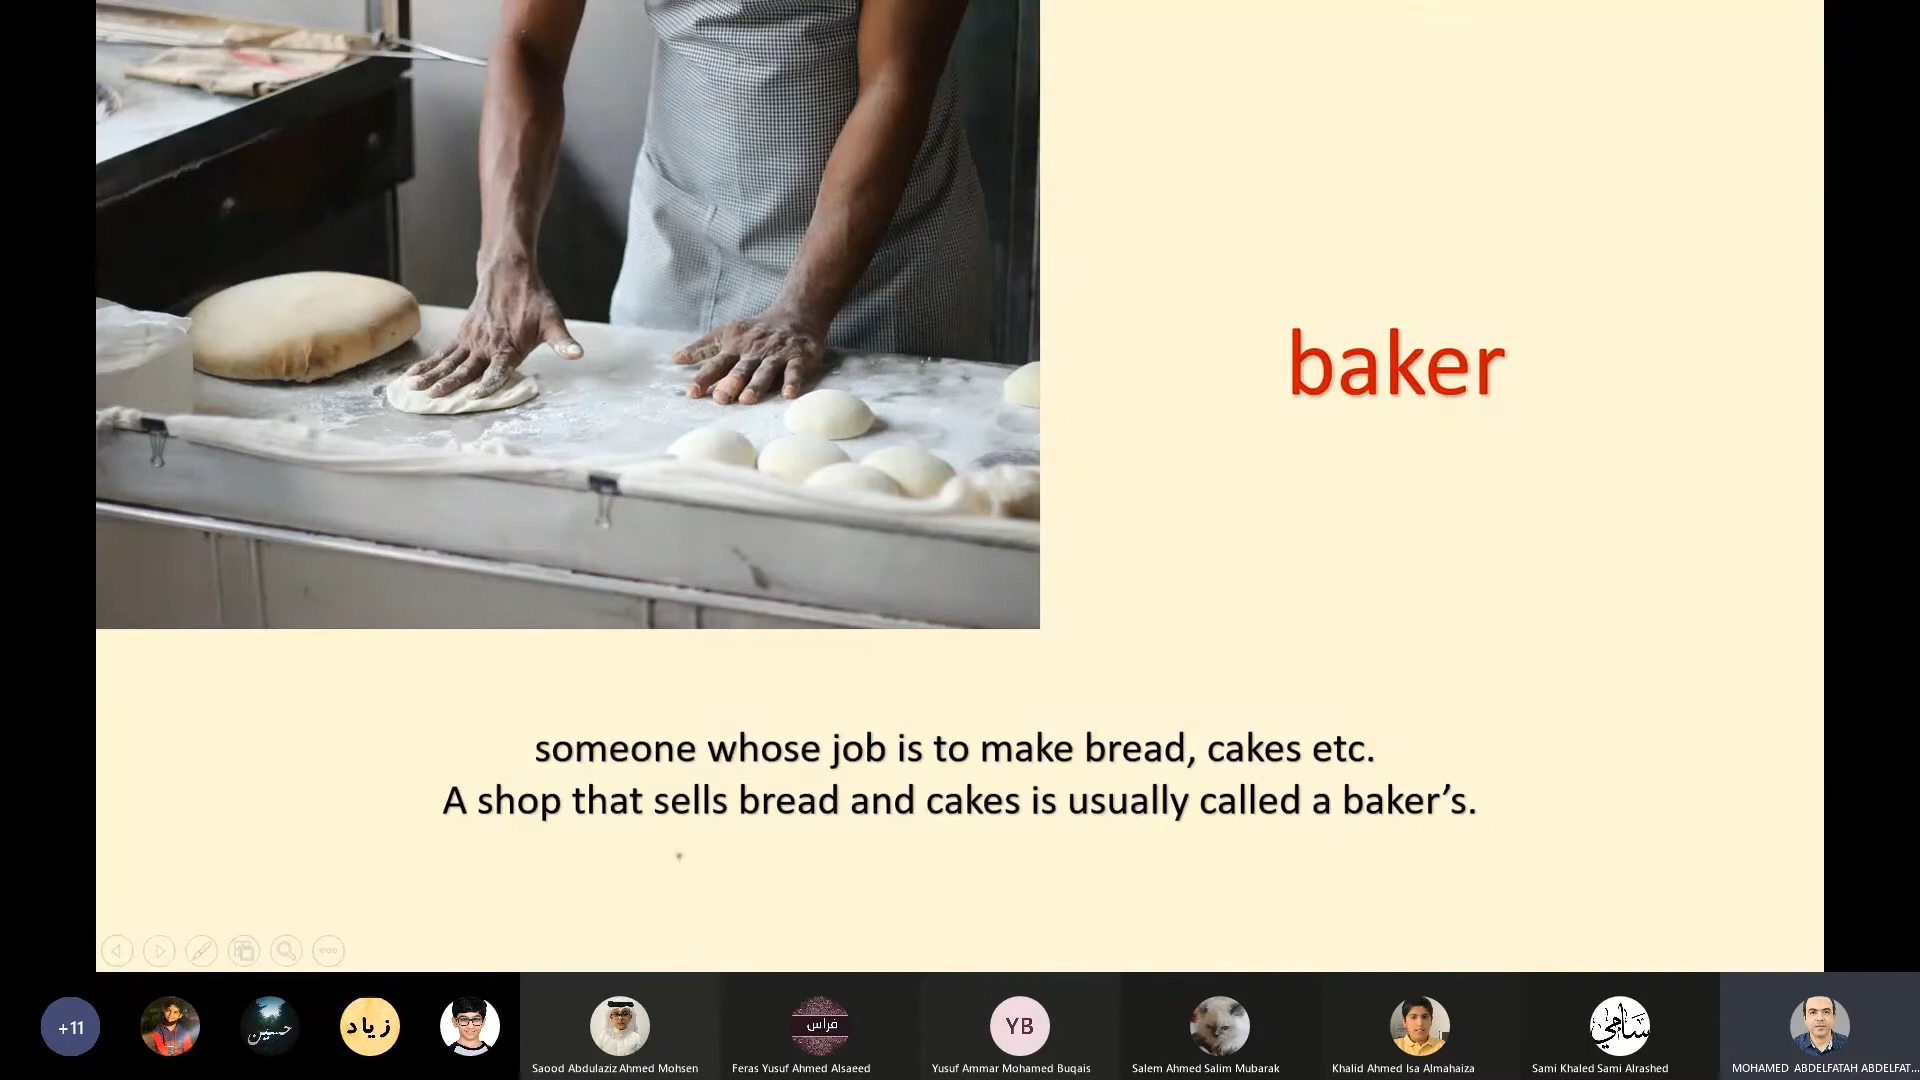 baker
someone whose job is to make bread, cakes etc.
A shop that sells bread and cakes is usually called a baker’s.
+11
حسين
زياد
فراس
YB
سامي
Saood Abdulaziz Ahmed Mohsen
Feras Yusuf Ahmed Alsaeed
Yusuf Ammar Mohamed Buqais
Salem Ahmed Salim Mubarak
Khalid Ahmed Isa Almahaiza
Sami Khaled Sami Alrashed
MOHAMED ABDELFATAH ABDELFAT...